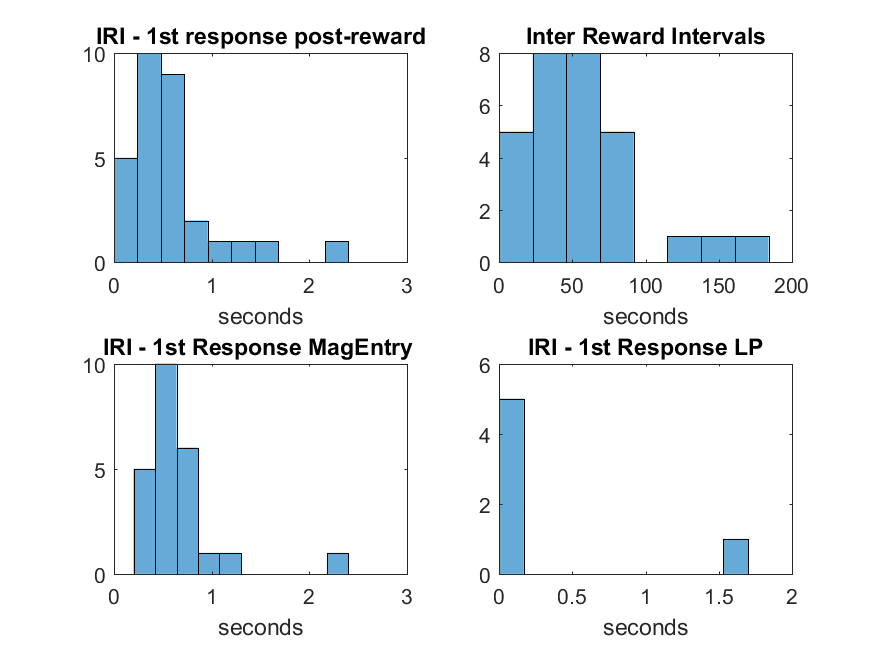 IRI - 1st response post-reward
10
5
0
0 1 2 3
seconds
Inter Reward Intervals
8
6
4
2
0
0 50 100 150 200
seconds
IRI - 1st Response MagEntry
10
5
0
0 1 2 3
seconds
IRI - 1st Response LP
6
4
2
0
0 0.5 1 1.5 2
seconds